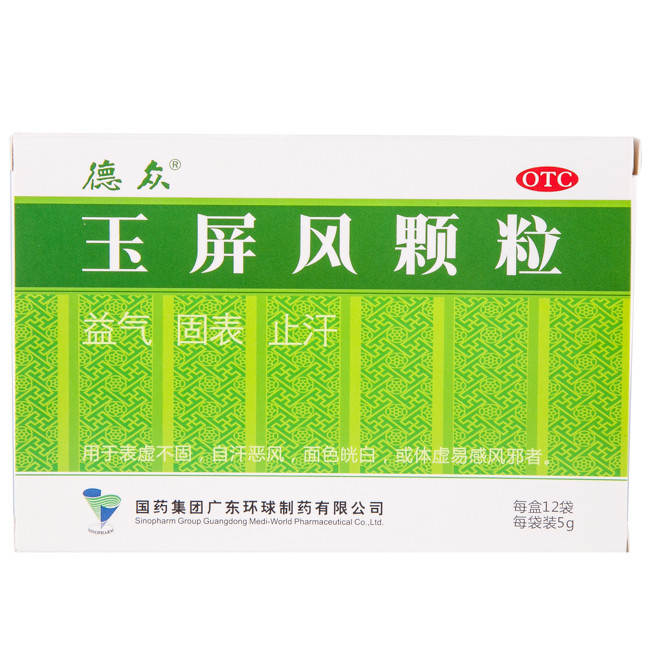 德众®
OTC
玉屏风颗粒
益气 固表 止汗
用于表虚不固，自汗恶风，面色㿠白，或体虚易感风邪者。
国药集团广东环球制药有限公司
Sinopharm Group Guangdong Medi-World Pharmaceutical Co.,Ltd.
SINOPHARM
每盒12袋
每袋装5g